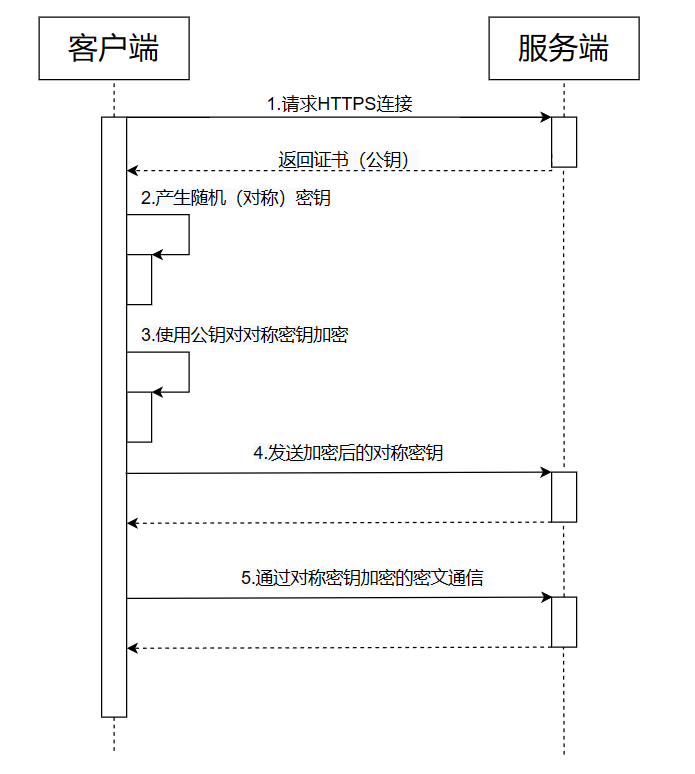 客户端
服务端
1.请求HTTPS连接
返回证书（公钥）
2.产生随机（对称）密钥
3.使用公钥对对称密钥加密
4.发送加密后的对称密钥
5.通过对称密钥加密的密文通信